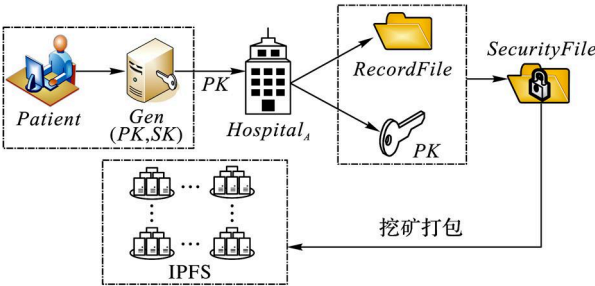 Patient
Gen
(PK,SK)
PK
Hospital_A
RecordFile
PK
SecurityFile
挖矿打包
IPFS